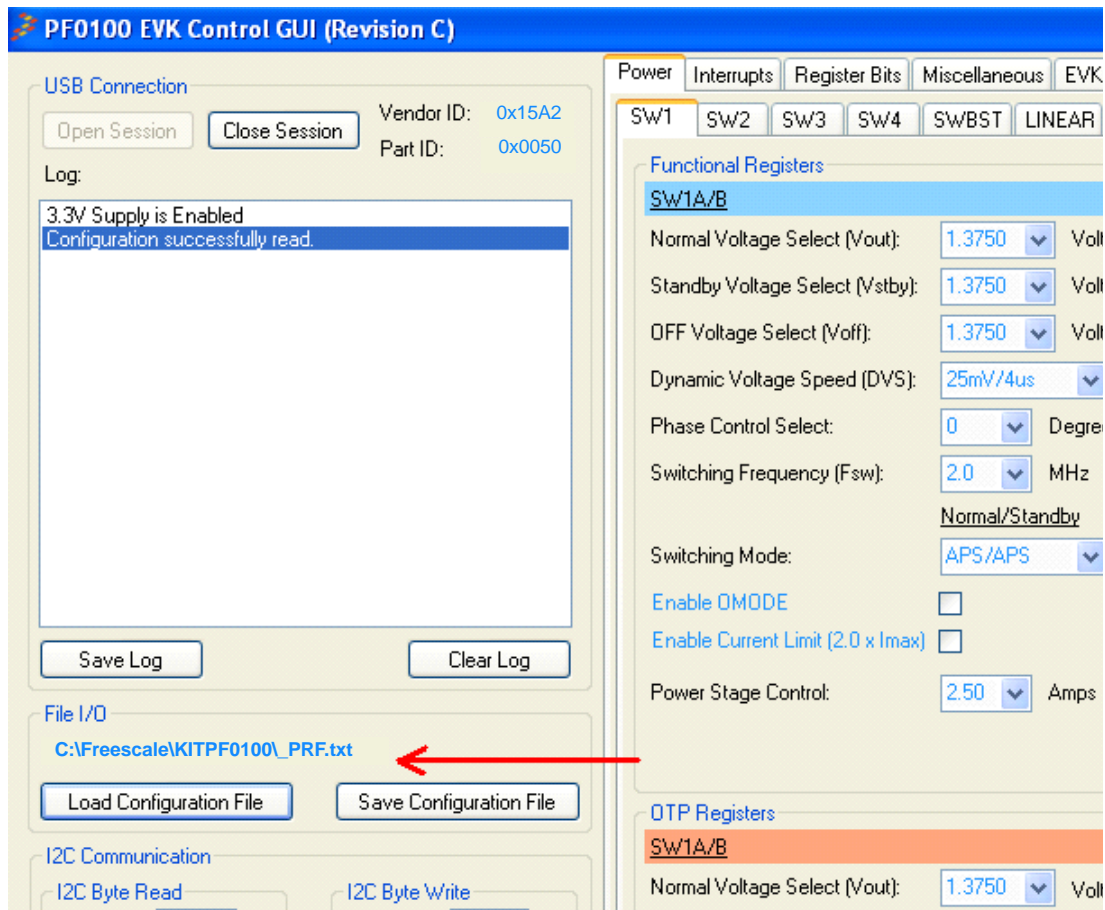 PF0100 EVK Control GUI (Revision C)
USB Connection
Open Session
Close Session
Vendor ID: 0x15A2
Part ID: 0x0050
Log:
3.3V Supply is Enabled
Configuration successfully read.
Save Log
Clear Log
File I/O
C:\Freescale\KITPF0100\_PRF.txt
Load Configuration File
Save Configuration File
I2C Communication
I2C Byte Read
I2C Byte Write
Power Interrupts Register Bits Miscellaneous EVK
SW1 SW2 SW3 SW4 SWBST LINEAR
Functional Registers
SW1A/B
Normal Voltage Select (Vout): 1.3750 Volt
Standby Voltage Select (Vstby): 1.3750 Volt
OFF Voltage Select (Voff): 1.3750 Volt
Dynamic Voltage Speed (DVS): 25mV/4us
Phase Control Select: 0 Degree
Switching Frequency (Fsw): 2.0 MHz
Normal/Standby
Switching Mode: APS/APS
Enable OMODE
Enable Current Limit (2.0 x Imax)
Power Stage Control: 2.50 Amps
OTP Registers
SW1A/B
Normal Voltage Select (Vout): 1.3750 Volt